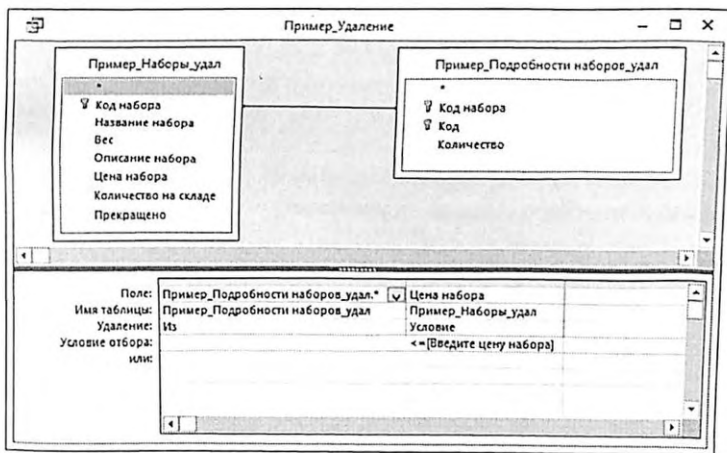 Пример_Удаление
Пример_Наборы_удал
*
Код набора
Название набора
Вес
Описание набора
Цена набора
Количество на складе
Прекращено
Пример_Подробности наборов_удал
*
Код набора
Код
Количество
Поле: Пример_Подробности наборов_удал.* Цена набора
Имя таблицы: Пример_Подробности наборов_удал Пример_Наборы_удал
Удаление: Из Условие
Условие отбора: <=[Введите цену набора]
или: